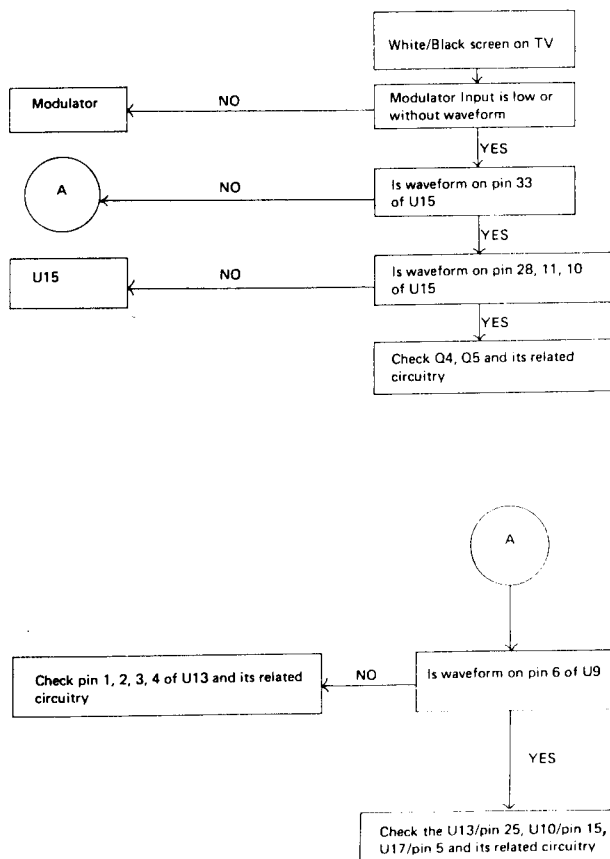 White/Black screen on TV
Modulator
NO
Modulator Input is low or
without waveform
YES
A
NO
Is waveform on pin 33
of U15
YES
U15
NO
Is waveform on pin 28, 11, 10
of U15
YES
Check Q4, Q5 and its related
circuitry
A
Check pin 1, 2, 3, 4 of U13 and its related
circuitry
NO
Is waveform on pin 6 of U9
YES
Check the U13/pin 25, U10/pin 15,
U17/pin 5 and its related circuitry